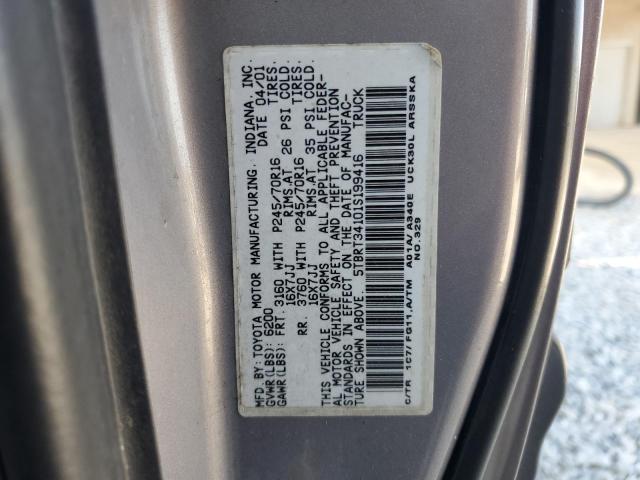 MFD. BY: TOYOTA MOTOR MANUFACTURING, INDIANA, INC.
GVWR(LBS): 6200 DATE 04/01
GAWR(LBS): FRT. 3160 WITH P245/70R16 TIRES.
16X7JJ RIMS.AT 26 PSI COLD.
RR. 3760 WITH P245/70R16 TIRES.
16X7JJ RIMS.AT 35 PSI COLD.
THIS VEHICLE CONFORMS TO ALL APPLICABLE FEDER-
AL MOTOR VEHICLE SAFETY AND THEFT PREVENTION
STANDARDS IN EFFECT ON THE DATE OF MANUFAC-
TURE SHOWN ABOVE. 5TBRT34101S199416 TRUCK
C/TR 1C7/FG11,A/TM A01A/A340E UCK30L ARSSKA
NO.329